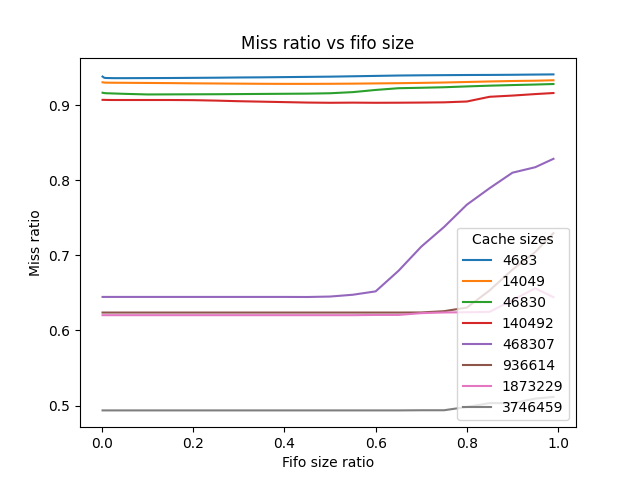 Miss ratio vs fifo size
Miss ratio
0.9
0.8
0.7
0.6
0.5
Cache sizes
4683
14049
46830
140492
468307
936614
1873229
3746459
0.0 0.2 0.4 0.6 0.8 1.0
Fifo size ratio